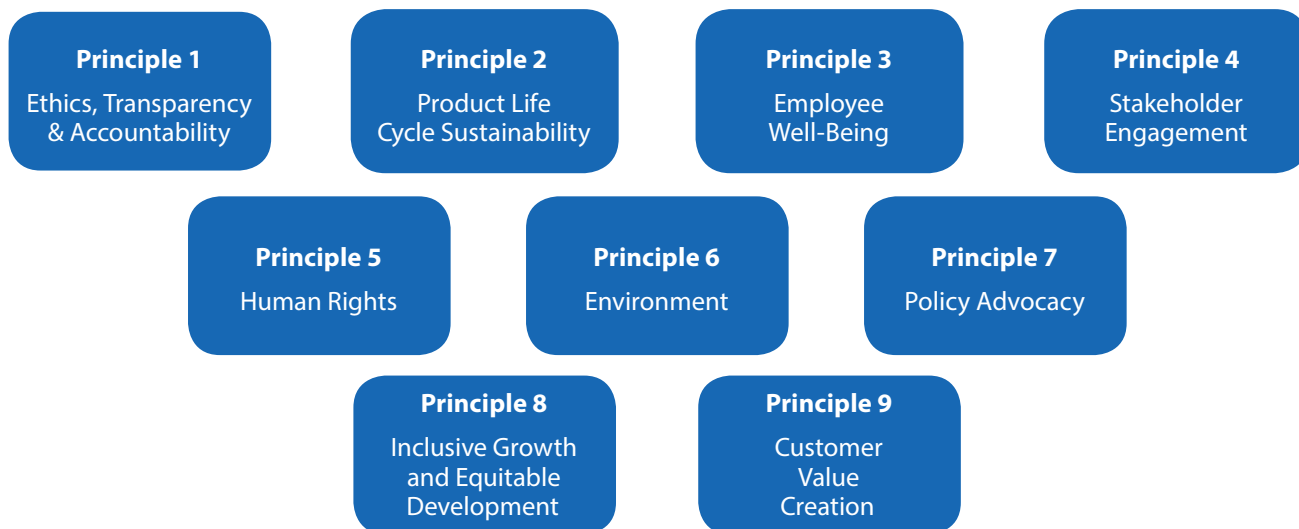 Principle 1
Ethics, Transparency
& Accountability
Principle 2
Product Life
Cycle Sustainability
Principle 3
Employee
Well-Being
Principle 4
Stakeholder
Engagement
Principle 5
Human Rights
Principle 6
Environment
Principle 7
Policy Advocacy
Principle 8
Inclusive Growth
and Equitable
Development
Principle 9
Customer
Value
Creation